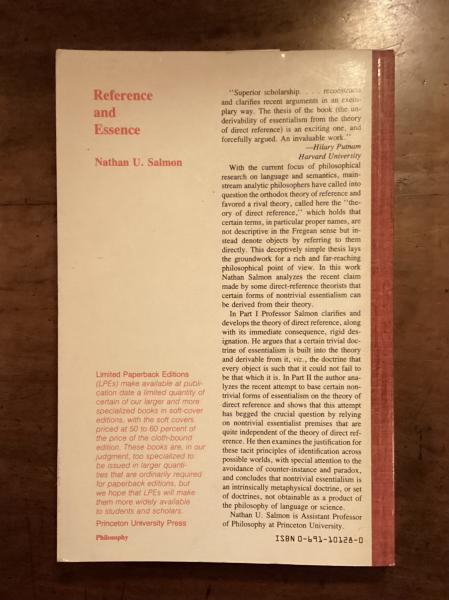 Reference
and
Essence
Nathan U. Salmon
Limited Paperback Editions
(LPEs) make available at publi-
cation date a limited quantity of
certain of our larger and more
specialized books in soft-cover
editions, with the soft covers
priced at 50 to 60 percent of
the price of the cloth-bound
edition. These books are, in our
judgment, too specialized to
be issued in larger quanti-
ties that are ordinarily required
for paperback editions, but
we hope that LPEs will make
them more widely available
to students and scholars.
Princeton University Press
Philosophy
"Superior scholarship. . . . reconstructs
and clarifies recent arguments in an exem-
plary way. The thesis of the book (the un-
derivability of essentialism from the theory
of direct reference) is an exciting one, and
forcefully argued. An invaluable work."
—Hilary Putnam
Harvard University
With the current focus of philosophical
research on language and semantics, main-
stream analytic philosophers have called into
question the orthodox theory of reference and
favored a rival theory, called here the "the-
ory of direct reference," which holds that
certain terms, in particular proper names, are
not descriptive in the Fregean sense but in-
stead denote objects by referring to them
directly. This deceptively simple thesis lays
the groundwork for a rich and far-reaching
philosophical point of view. In this work
Nathan Salmon analyzes the recent claim
made by some direct-reference theorists that
certain forms of nontrivial essentialism can
be derived from their theory.
In Part I Professor Salmon clarifies and
develops the theory of direct reference, along
with its immediate consequence, rigid des-
ignation. He argues that a certain trivial doc-
trine of essentialism is built into the theory
and derivable from it, viz., the doctrine that
every object is such that it could not fail to
be that which it is. In Part II the author ana-
lyzes the recent attempt to base certain non-
trivial forms of essentialism on the theory of
direct reference and shows that this attempt
has begged the crucial question by relying
on nontrivial essentialist premises that are
quite independent of the theory of direct ref-
erence. He then examines the justification for
these tacit principles of identification across
possible worlds, with special attention to the
avoidance of counter-instance and paradox,
and concludes that nontrivial essentialism is
an intrinsically metaphysical doctrine, or set
of doctrines, not obtainable as a product of
the philosophy of language or science.
Nathan U. Salmon is Assistant Professor
of Philosophy at Princeton University.
ISBN 0-691-10128-0